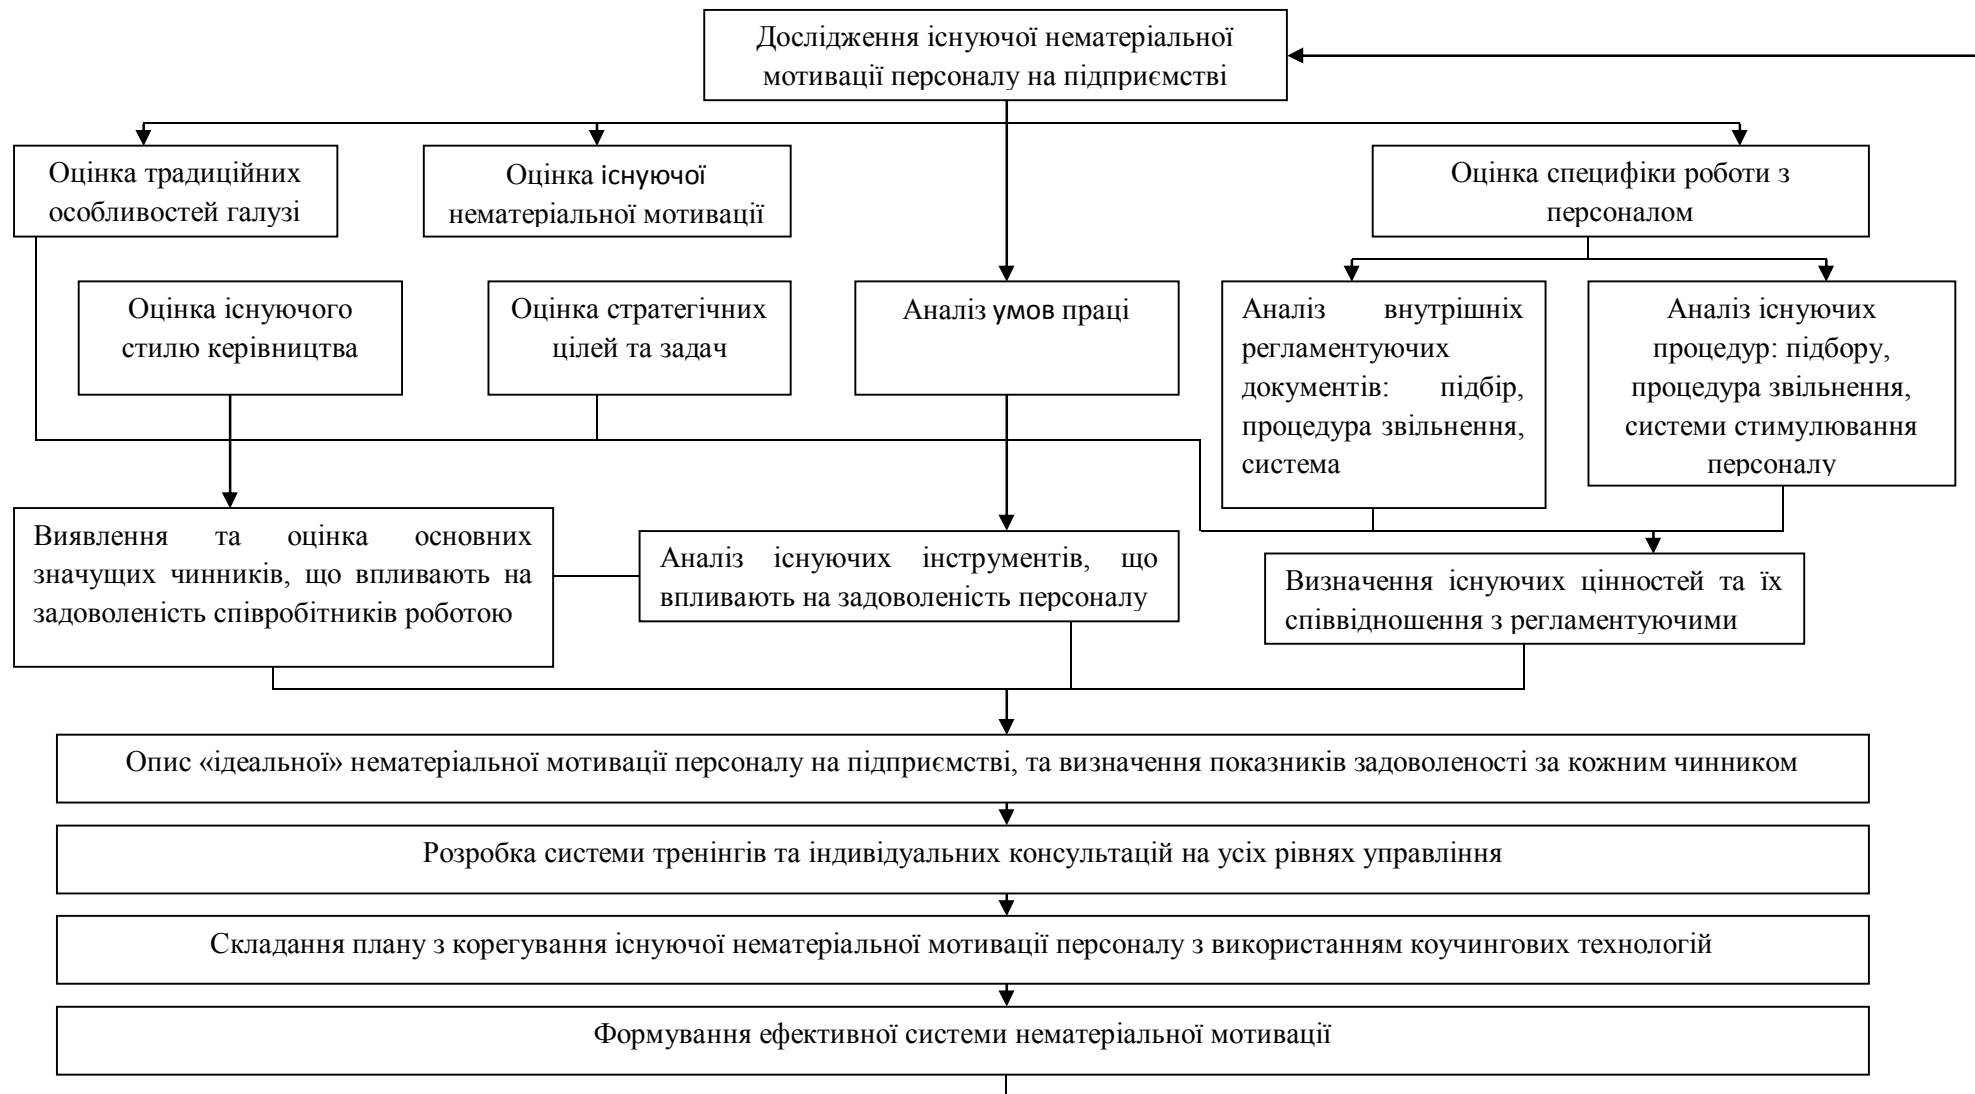 Дослідження існуючої нематеріальної
мотивації персоналу на підприємстві
Оцінка традиційних
особливостей галузі
Оцінка існуючої
нематеріальної мотивації
Оцінка специфіки роботи з
персоналом
Оцінка існуючого
стилю керівництва
Оцінка стратегічних
цілей та задач
Аналіз умов праці
Аналіз внутрішніх
регламентуючих
документів: підбір,
процедура звільнення,
система
Аналіз існуючих
процедур: підбору,
процедура звільнення,
системи стимулювання
персоналу
Виявлення та оцінка основних
значущих чинників, що впливають на
задоволеність співробітників роботою
Аналіз існуючих інструментів, що
впливають на задоволеність персоналу
Визначення існуючих цінностей та їх
співвідношення з регламентуючими
Опис «ідеальної» нематеріальної мотивації персоналу на підприємстві, та визначення показників задоволеності за кожним чинником
Розробка системи тренінгів та індивідуальних консультацій на усіх рівнях управління
Складання плану з корегування існуючої нематеріальної мотивації персоналу з використанням коучингових технологій
Формування ефективної системи нематеріальної мотивації